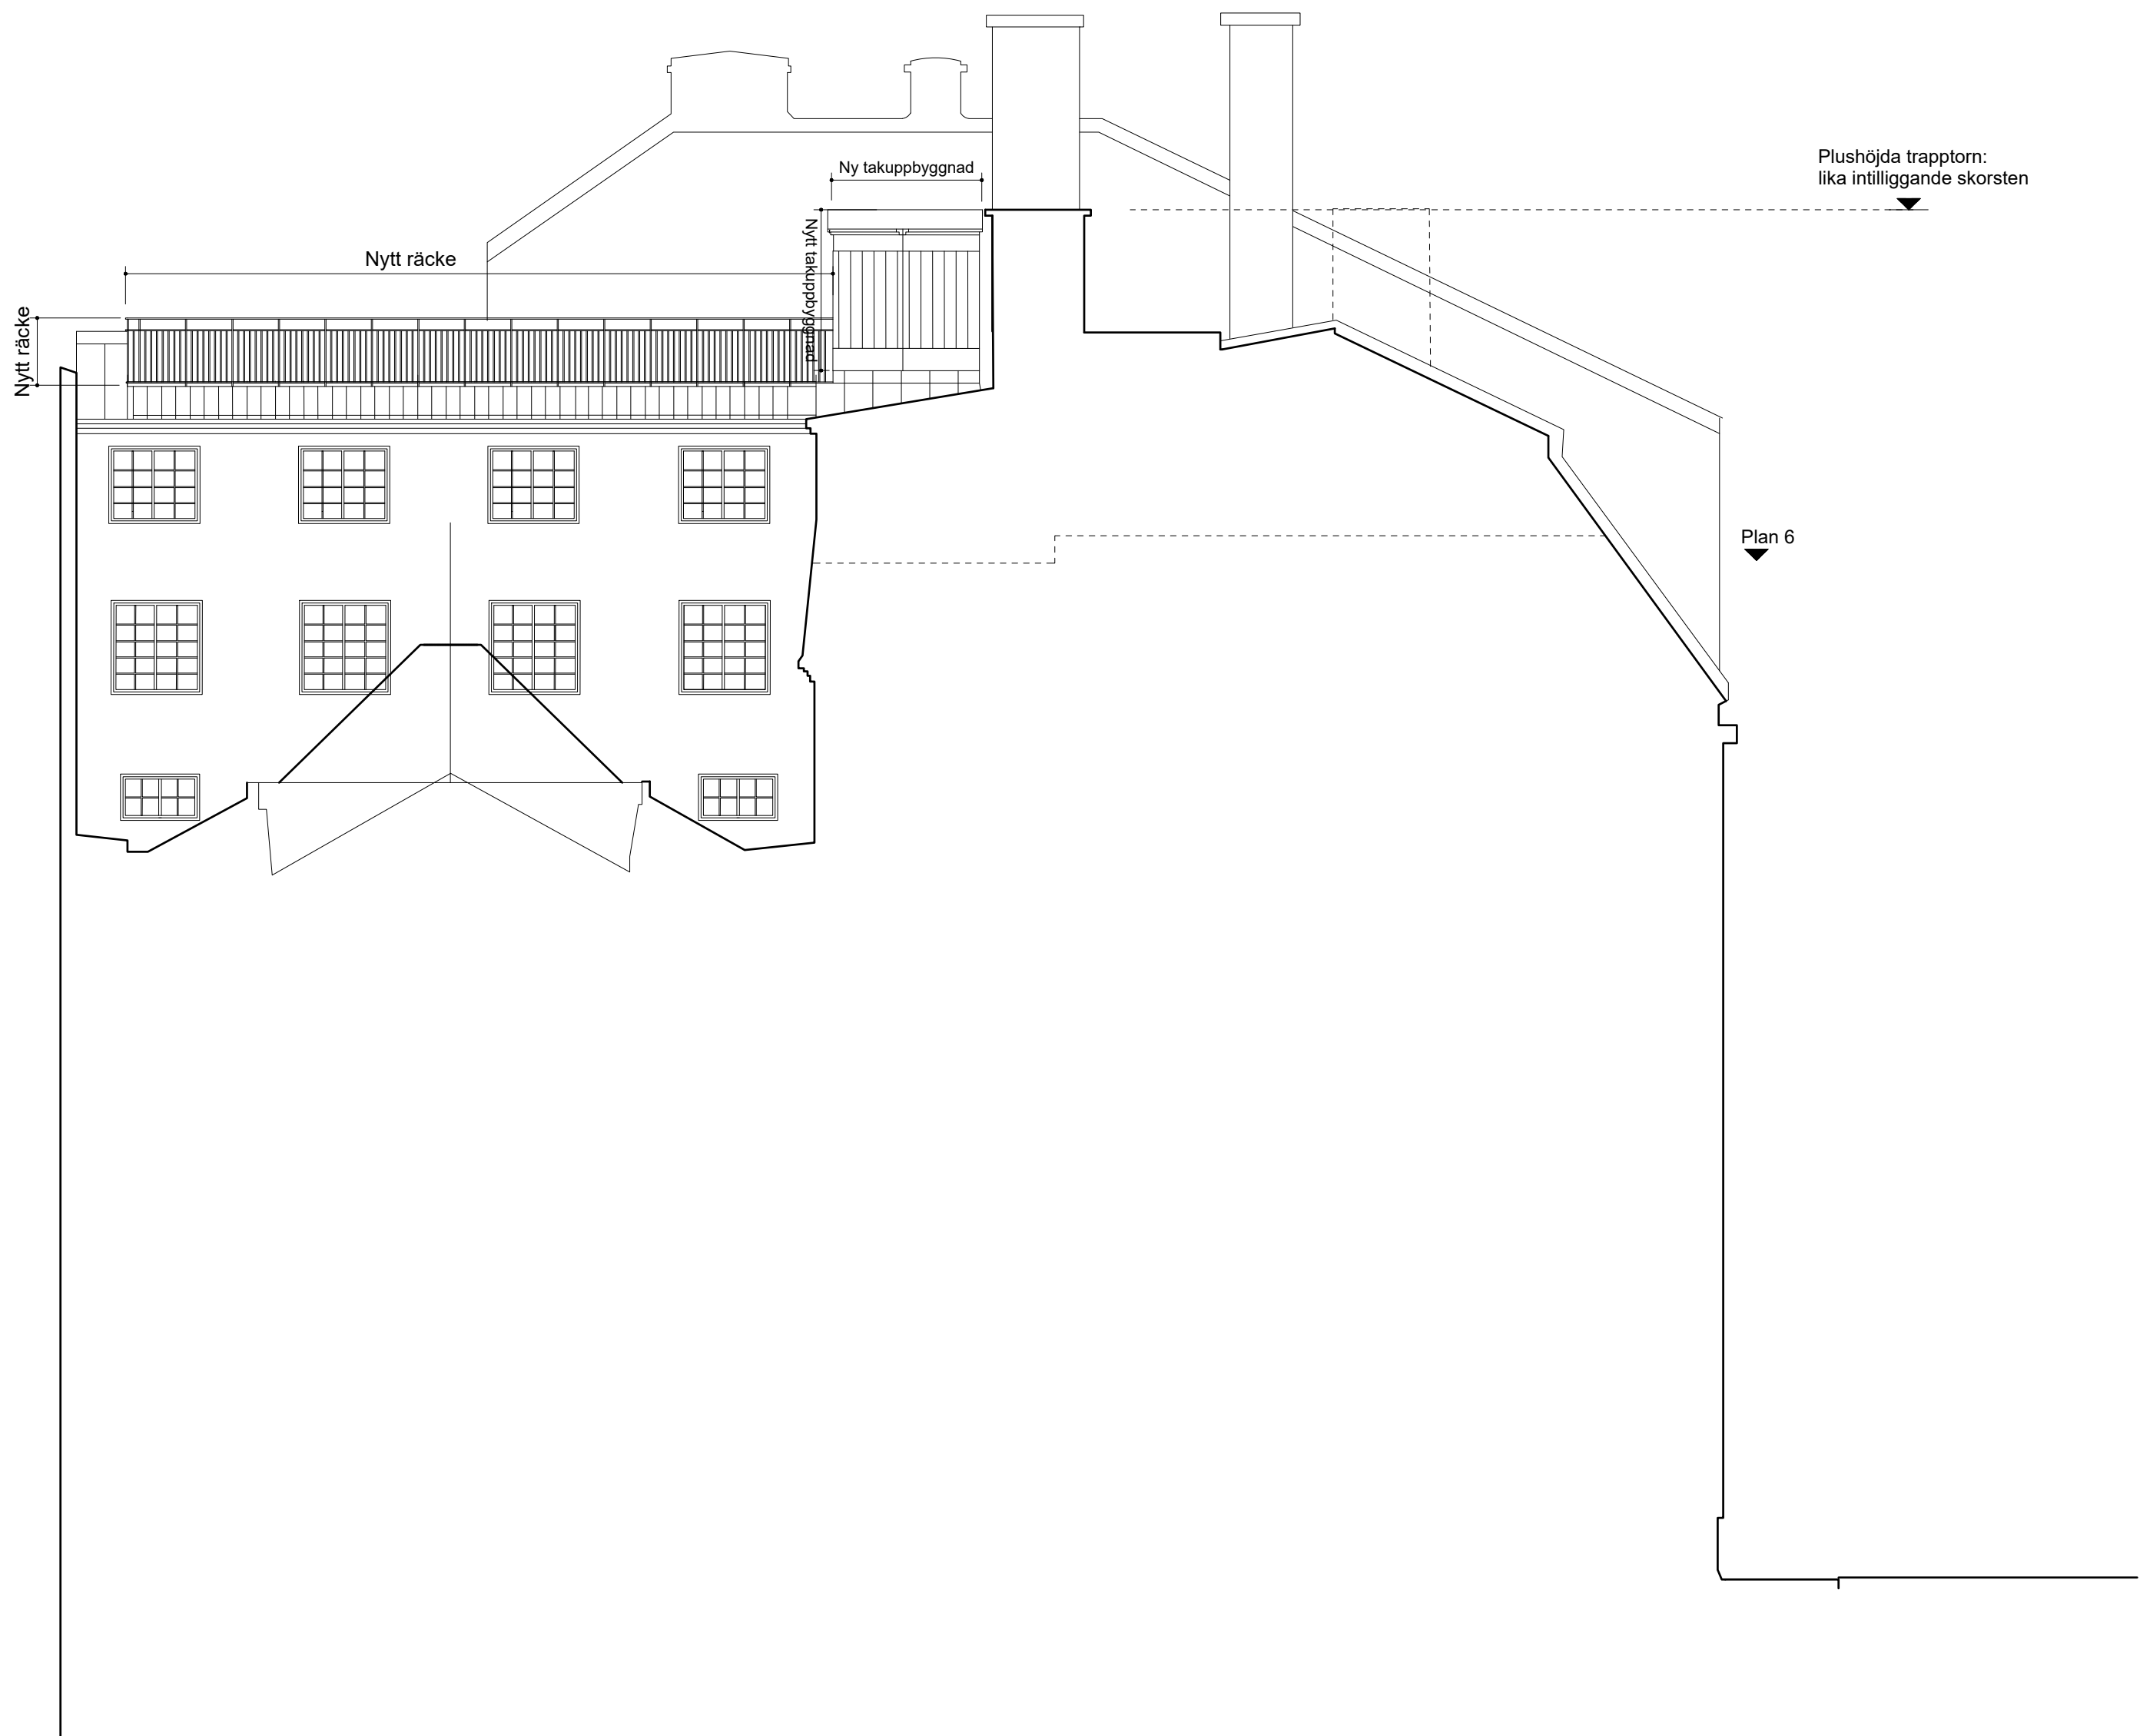 Plushöjda trapptorn:
lika intilliggande skorsten
Ny takuppbyggnad
Nytt takuppbyggnad
Nytt räcke
Nytt räcke
Plan 6